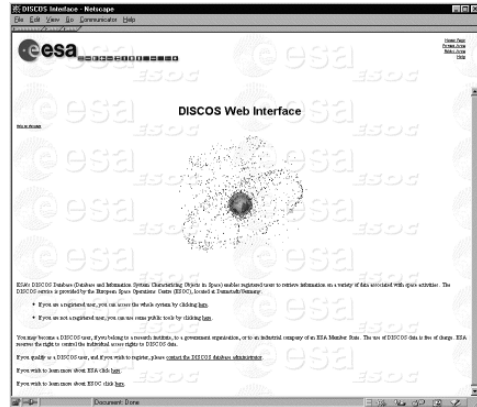 DISCOS Interface - Netscape
File Edit View Go Communicator Help
esa
Home Page
Private Area
Public Area
Help
DISCOS Web Interface
ESA's DISCOS Database (Database and Information System Characterising Objects in Space) enables registered users to retrieve information on a variety of data associated with space activities. The
DISCOS service is provided by the European Space Operations Centre (ESOC), located in Darmstadt/Germany.
If you are a registered user, you can access the whole system by clicking here.
If you are not a registered user, you can use some public tools by clicking here.
You may become a DISCOS user, if you belong to a research institute, to a government organisation, or to an industrial company of an ESA Member State. The use of DISCOS data is free of charge. ESA
reserves the right to control the individual access rights to DISCOS data.
If you qualify as a DISCOS user, and if you wish to register, please contact the DISCOS database administrator.
If you wish to learn more about ESA click here.
If you wish to learn more about ESOC click here.
Document: Done